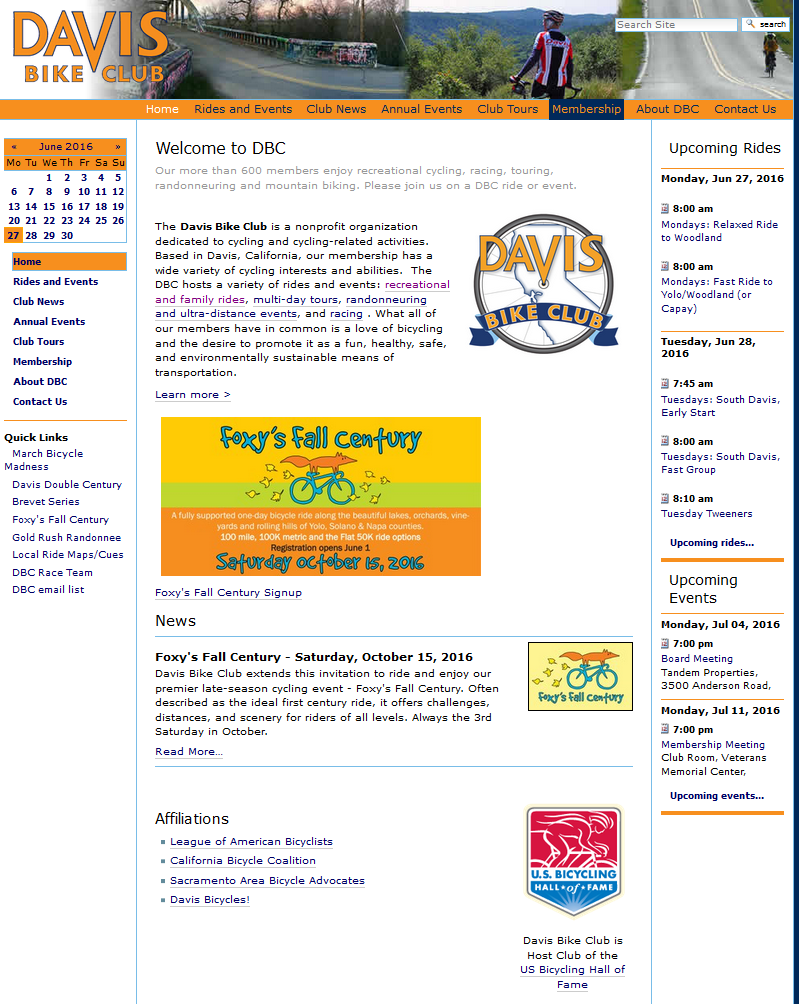 DAVIS
BIKE CLUB
Search Site
search
Home Rides and Events Club News Annual Events Club Tours Membership About DBC Contact Us
« June 2016 »
Mo Tu We Th Fr Sa Su
1 2 3 4 5
6 7 8 9 10 11 12
13 14 15 16 17 18 19
20 21 22 23 24 25 26
27 28 29 30
Home
Rides and Events
Club News
Annual Events
Club Tours
Membership
About DBC
Contact Us
Quick Links
March Bicycle
Madness
Davis Double Century
Brevet Series
Foxy's Fall Century
Gold Rush Randonnee
Local Ride Maps/Cues
DBC Race Team
DBC email list
Welcome to DBC
Our more than 600 members enjoy recreational cycling, racing, touring,
randonneuring and mountain biking. Please join us on a DBC ride or event.
The Davis Bike Club is a nonprofit organization
dedicated to cycling and cycling-related activities.
Based in Davis, California, our membership has a
wide variety of cycling interests and abilities. The
DBC hosts a variety of rides and events: recreational
and family rides, multi-day tours, randonneuring
and ultra-distance events, and racing . What all of
our members have in common is a love of bicycling
and the desire to promote it as a fun, healthy, safe,
and environmentally sustainable means of
transportation.
Learn more >
DAVIS
BIKE CLUB
Foxy's Fall Century
A fully supported one-day bicycle ride along the beautiful lakes, orchards, vine-
yards and rolling hills of Yolo, Solano & Napa counties.
100 mile, 100K metric and the Flat 50K ride options
Registration opens June 1
Saturday October 15, 2016
Foxy's Fall Century Signup
News
Foxy's Fall Century - Saturday, October 15, 2016
Davis Bike Club extends this invitation to ride and enjoy our
premier late-season cycling event - Foxy's Fall Century. Often
described as the ideal first century ride, it offers challenges,
distances, and scenery for riders of all levels. Always the 3rd
Saturday in October.
Read More…
Foxy's Fall Century
Affiliations
League of American Bicyclists
California Bicycle Coalition
Sacramento Area Bicycle Advocates
Davis Bicycles!
U.S. BICYCLING
HALL of FAME
Davis Bike Club is
Host Club of the
US Bicycling Hall of
Fame
Upcoming Rides
Monday, Jun 27, 2016
8:00 am
Mondays: Relaxed Ride
to Woodland
8:00 am
Mondays: Fast Ride to
Yolo/Woodland (or
Capay)
Tuesday, Jun 28,
2016
7:45 am
Tuesdays: South Davis,
Early Start
8:00 am
Tuesdays: South Davis,
Fast Group
8:10 am
Tuesday Tweeners
Upcoming rides…
Upcoming
Events
Monday, Jul 04, 2016
7:00 pm
Board Meeting
Tandem Properties,
3500 Anderson Road,
Monday, Jul 11, 2016
7:00 pm
Membership Meeting
Club Room, Veterans
Memorial Center,
Upcoming events…